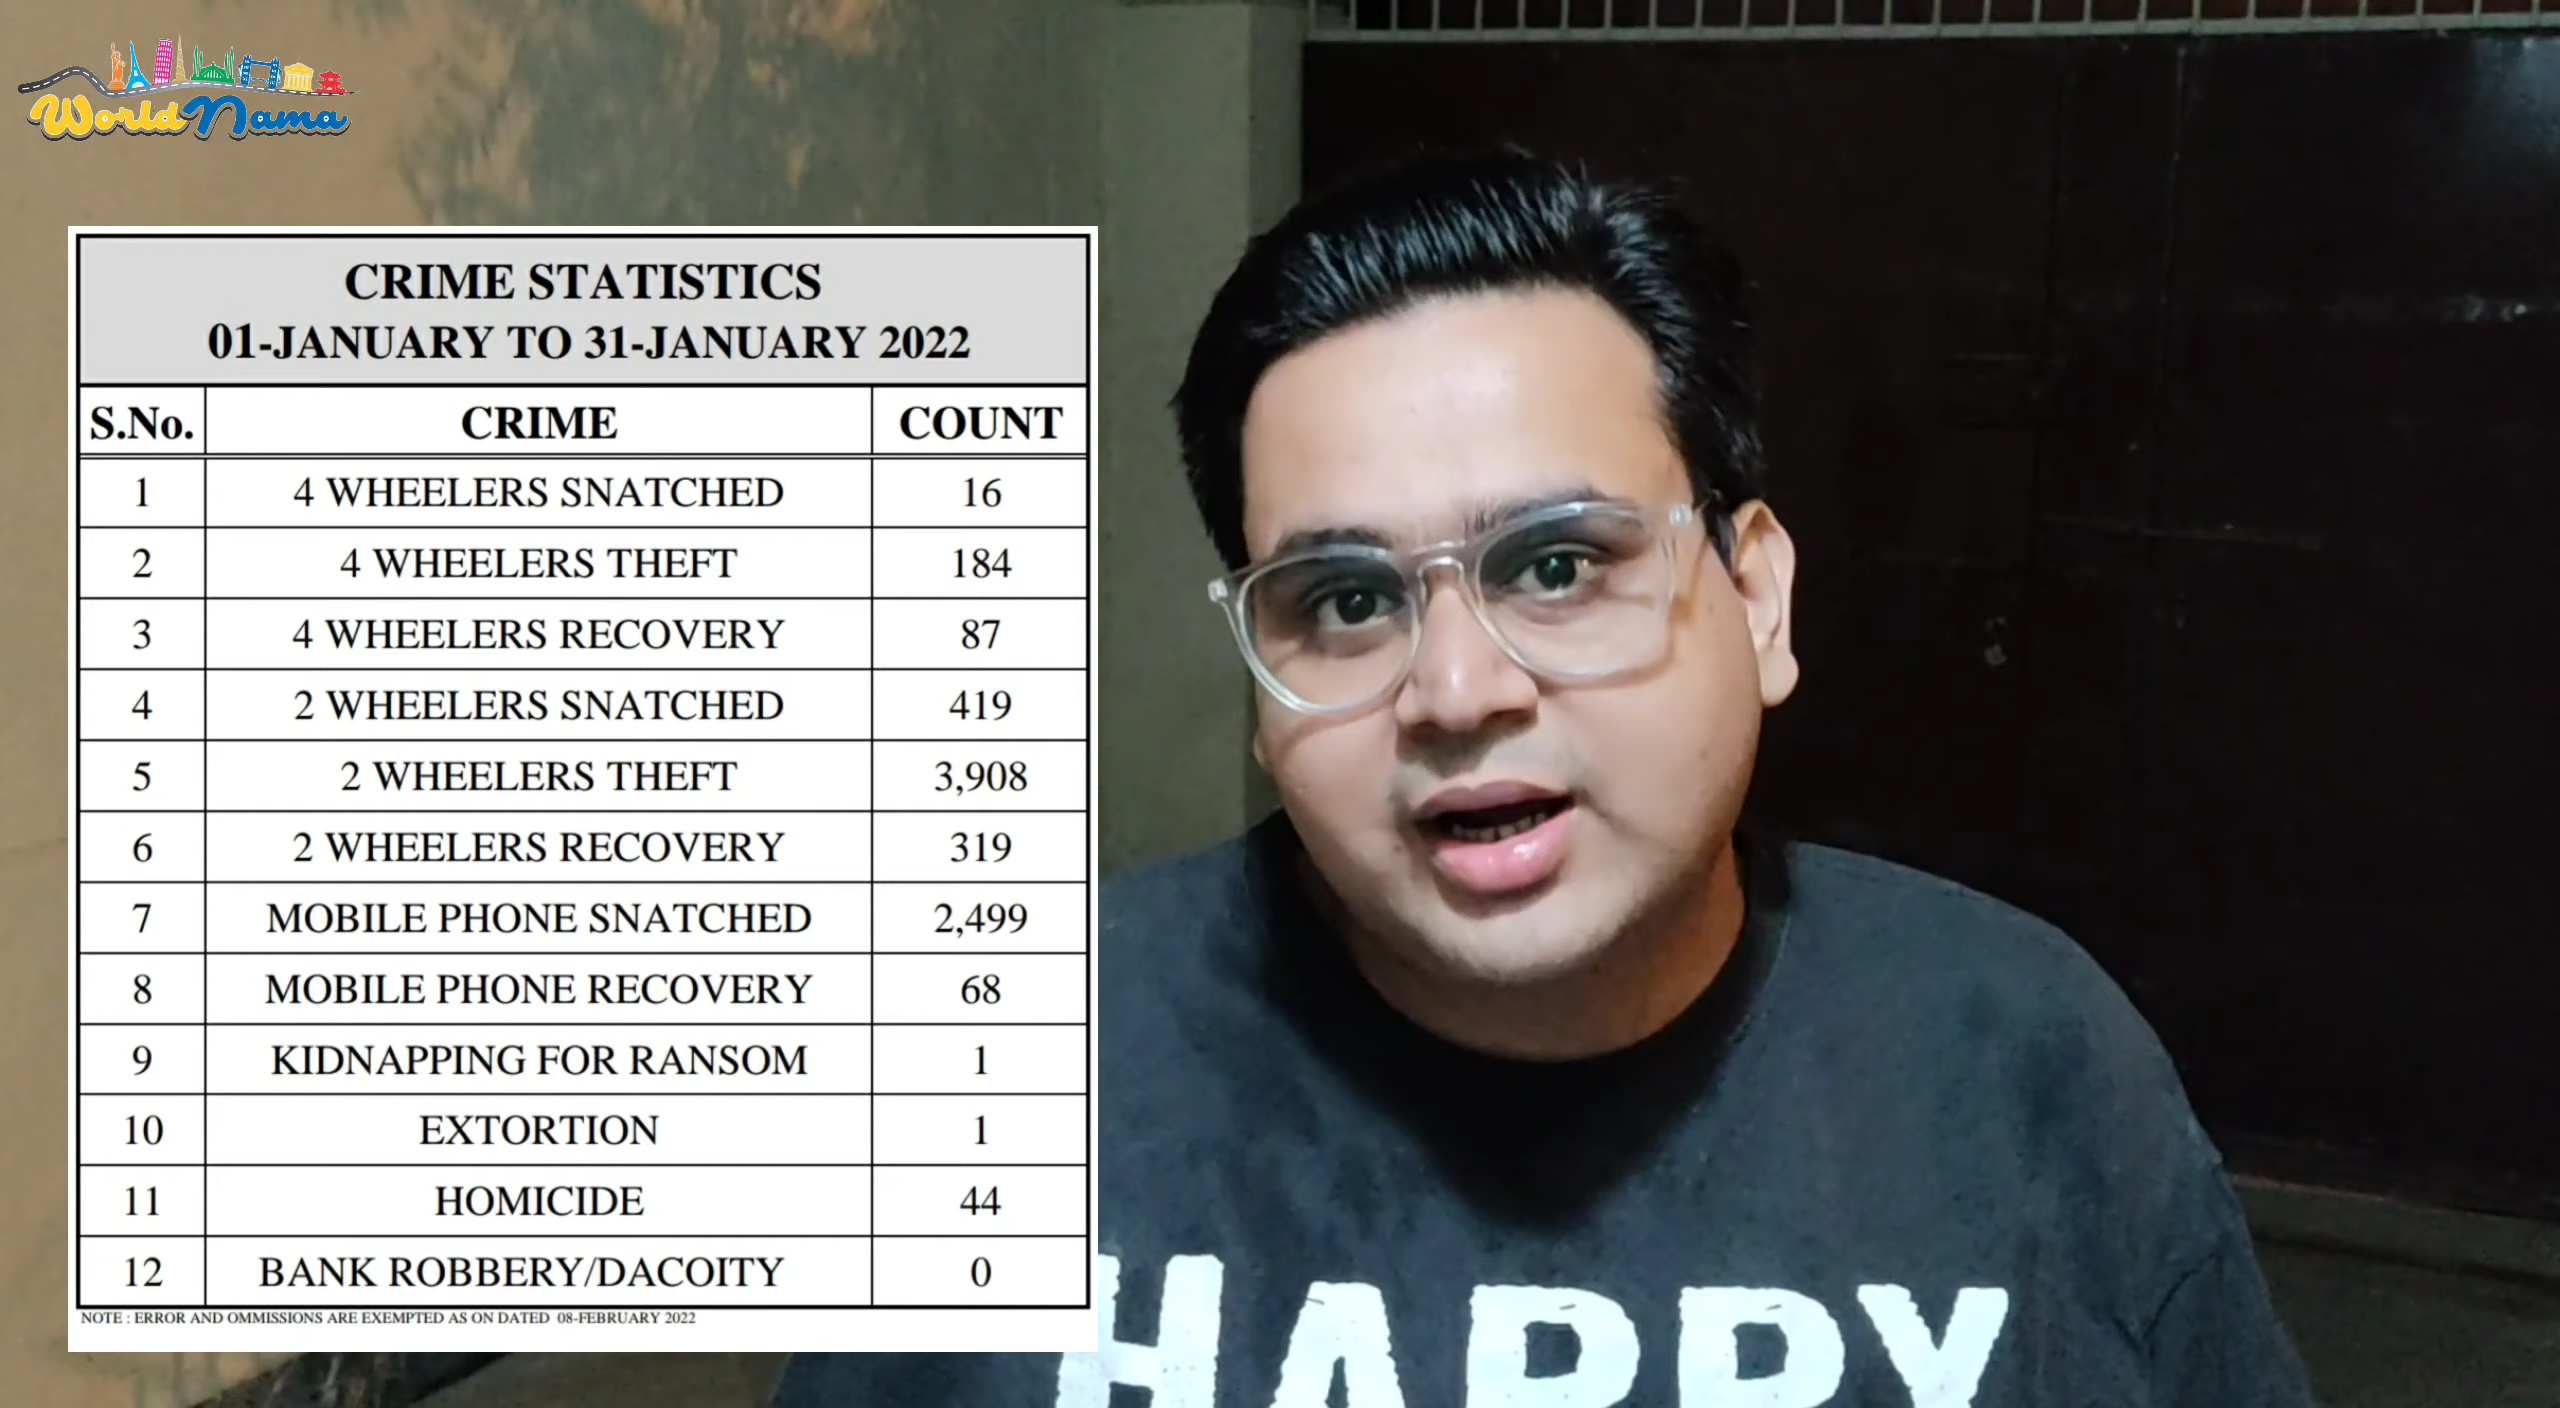 World Nama
CRIME STATISTICS
01-JANUARY TO 31-JANUARY 2022
S.No. CRIME COUNT
1 4 WHEELERS SNATCHED 16
2 4 WHEELERS THEFT 184
3 4 WHEELERS RECOVERY 87
4 2 WHEELERS SNATCHED 419
5 2 WHEELERS THEFT 3,908
6 2 WHEELERS RECOVERY 319
7 MOBILE PHONE SNATCHED 2,499
8 MOBILE PHONE RECOVERY 68
9 KIDNAPPING FOR RANSOM 1
10 EXTORTION 1
11 HOMICIDE 44
12 BANK ROBBERY/DACOITY 0
NOTE : ERROR AND OMMISSIONS ARE EXEMPTED AS ON DATED 08-FEBRUARY 2022
HAPPY